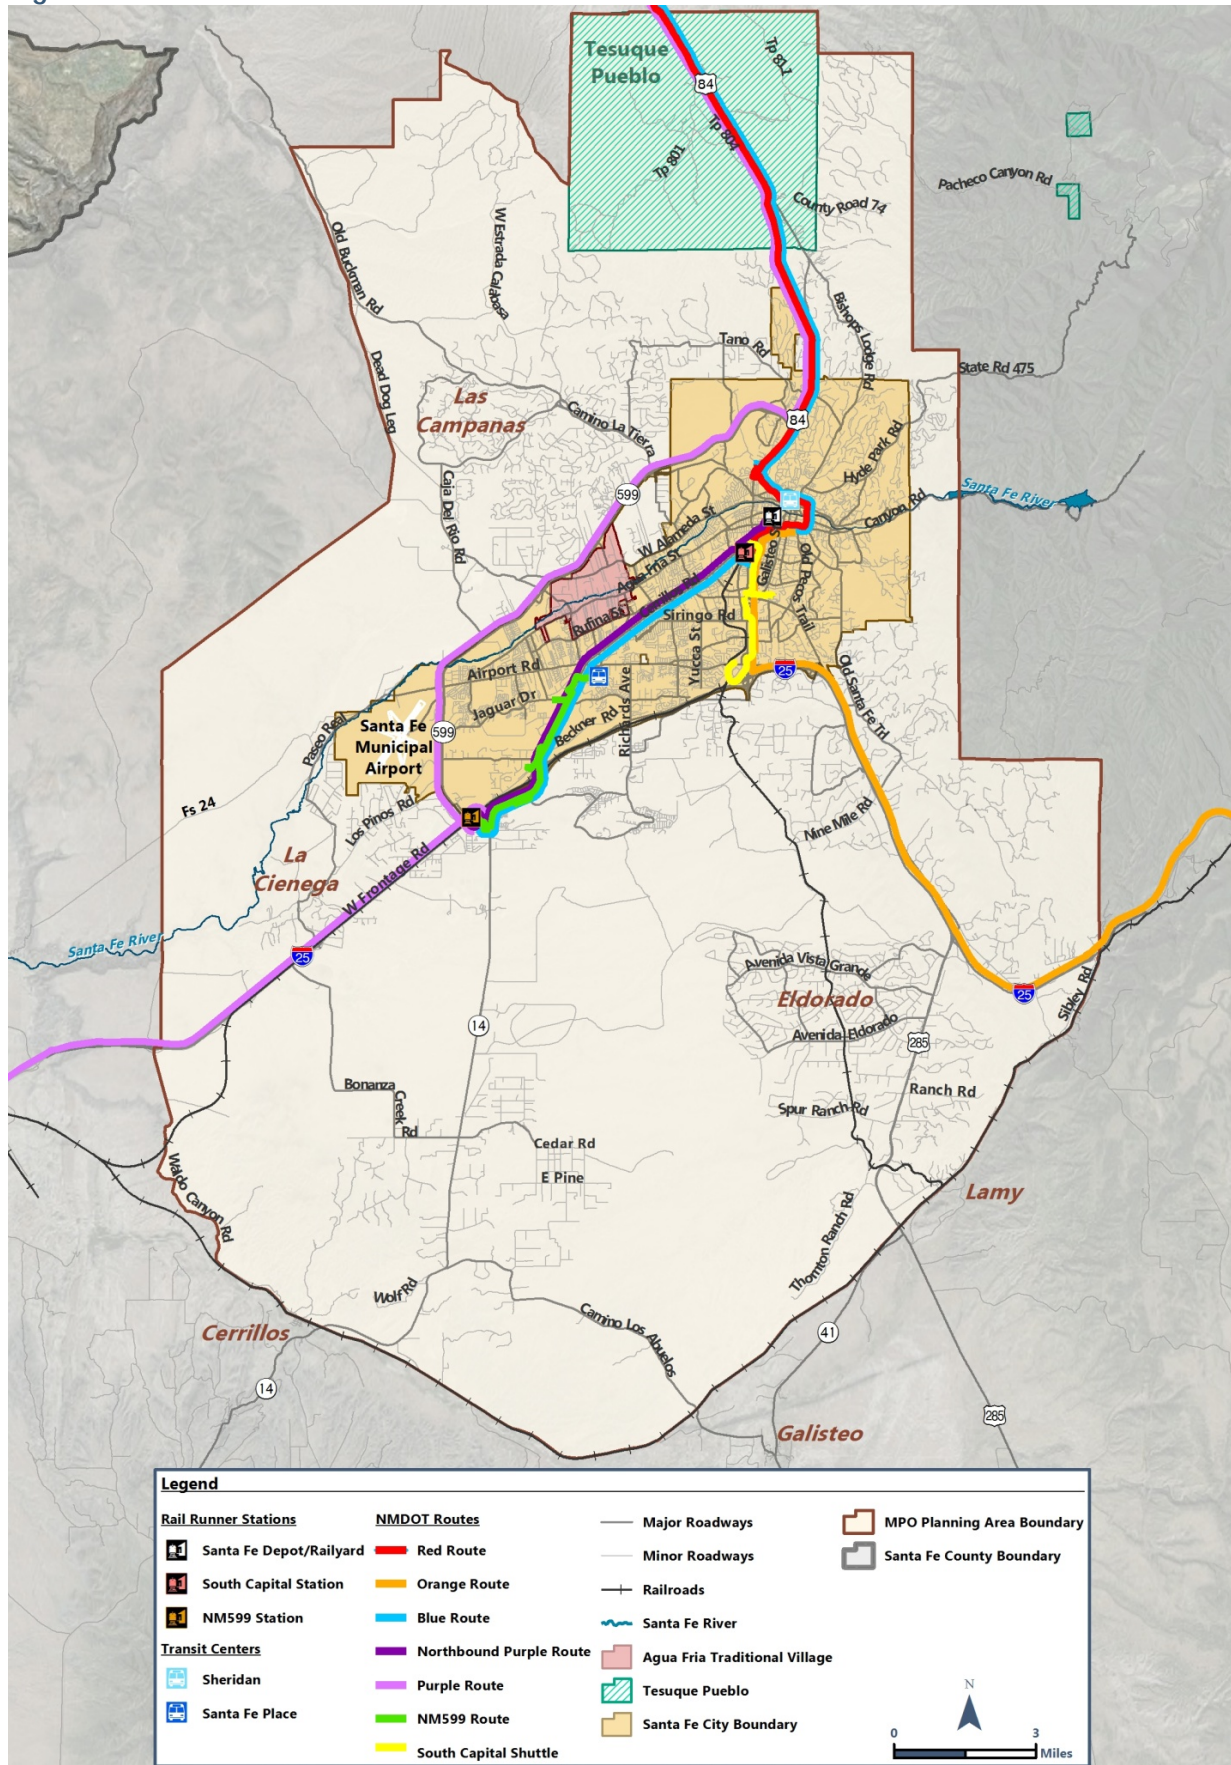 Tesuque
Pueblo
Tp 817
84
Tp 804
Tp 801
Pacheco Canyon Rd
County Road 74
W Estrada Calabasa
Old Buckman Rd
Bishops Lodge Rd
Tano Rd
State Rd 475
Dead Dog Leg
Las
Campanas
Camino La Tierra
84
Hyde Park Rd
599
Santa Fe River
Canyon Rd
Caja Del Rio Rd
W Alameda St
Galisteo St
Agua Fria St
Old Pecos Trail
Cerrillos Rd
Rufina St
Siringo Rd
Yucca St
Airport Rd
25
Old Santa Fe Trl
Jaguar Dr
Richards Ave
Beckner Rd
Paseo Real
599
Santa Fe
Municipal
Airport
Fs 24
Los Pinos Rd
Nine Mile Rd
La
Cienega
W Frontage Rd
Santa Fe River
25
Avenida Vista Grande
Eldorado
25
Sibley Rd
14
Avenida Eldorado
285
Bonanza
Creek
Rd
Ranch Rd
Spur Ranch Rd
Cedar Rd
E Pine
Waldo Canyon Rd
Lamy
Thornton Ranch Rd
Wolf Rd
Camino Los Abuelos
Cerrillos
41
14
285
Galisteo
Legend
Rail Runner Stations
Santa Fe Depot/Railyard
South Capital Station
NM599 Station
Transit Centers
Sheridan
Santa Fe Place
NMDOT Routes
Red Route
Orange Route
Blue Route
Northbound Purple Route
Purple Route
NM599 Route
South Capital Shuttle
Major Roadways
Minor Roadways
Railroads
Santa Fe River
Agua Fria Traditional Village
Tesuque Pueblo
Santa Fe City Boundary
MPO Planning Area Boundary
Santa Fe County Boundary
N
0 3
Miles